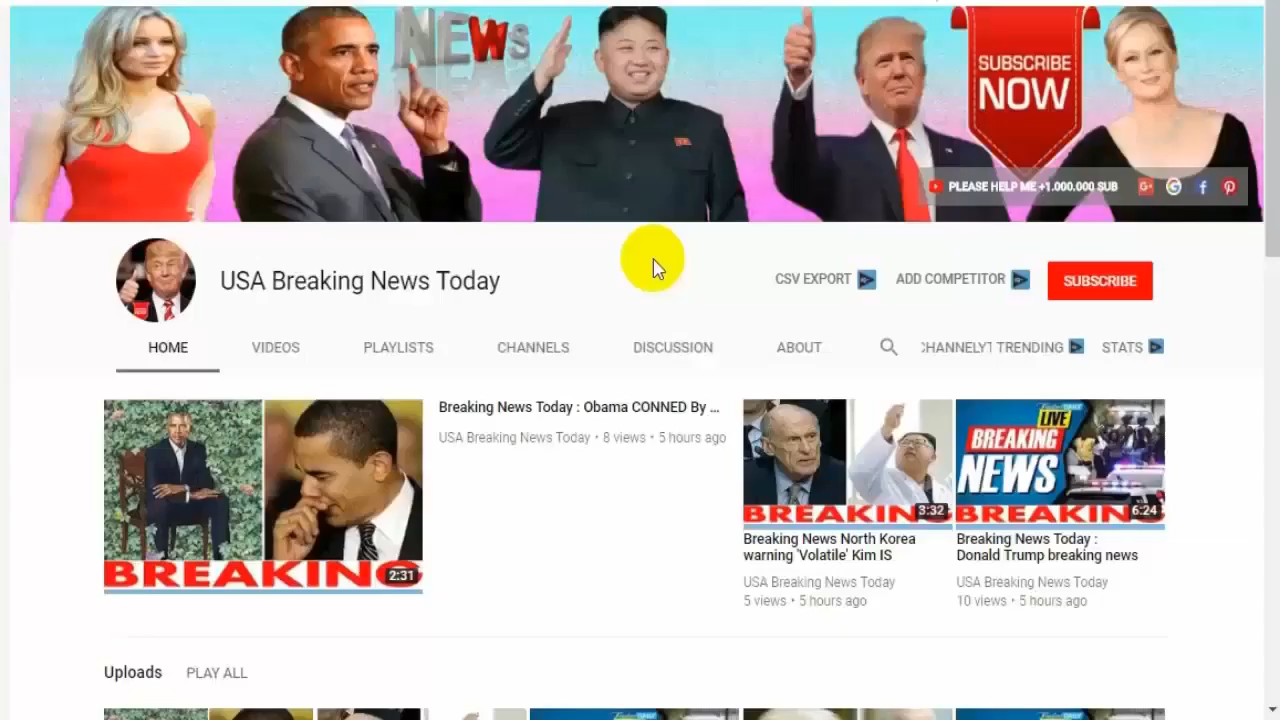 NEWS
SUBSCRIBE
NOW
PLEASE HELP ME +1.000.000 SUB
USA Breaking News Today
CSV EXPORT
ADD COMPETITOR
SUBSCRIBE
HOME
VIDEOS
PLAYLISTS
CHANNELS
DISCUSSION
ABOUT
CHANNELYT TRENDING
STATS
BREAKING
2:31
Breaking News Today : Obama CONNED By ...
USA Breaking News Today • 8 views • 5 hours ago
BREAKIN
3:32
Breaking News North Korea
warning 'Volatile' Kim IS
USA Breaking News Today
5 views • 5 hours ago
LIVE
BREAKING
NEWS
BREAKIN
6:24
Breaking News Today :
Donald Trump breaking news
USA Breaking News Today
10 views • 5 hours ago
Uploads
PLAY ALL